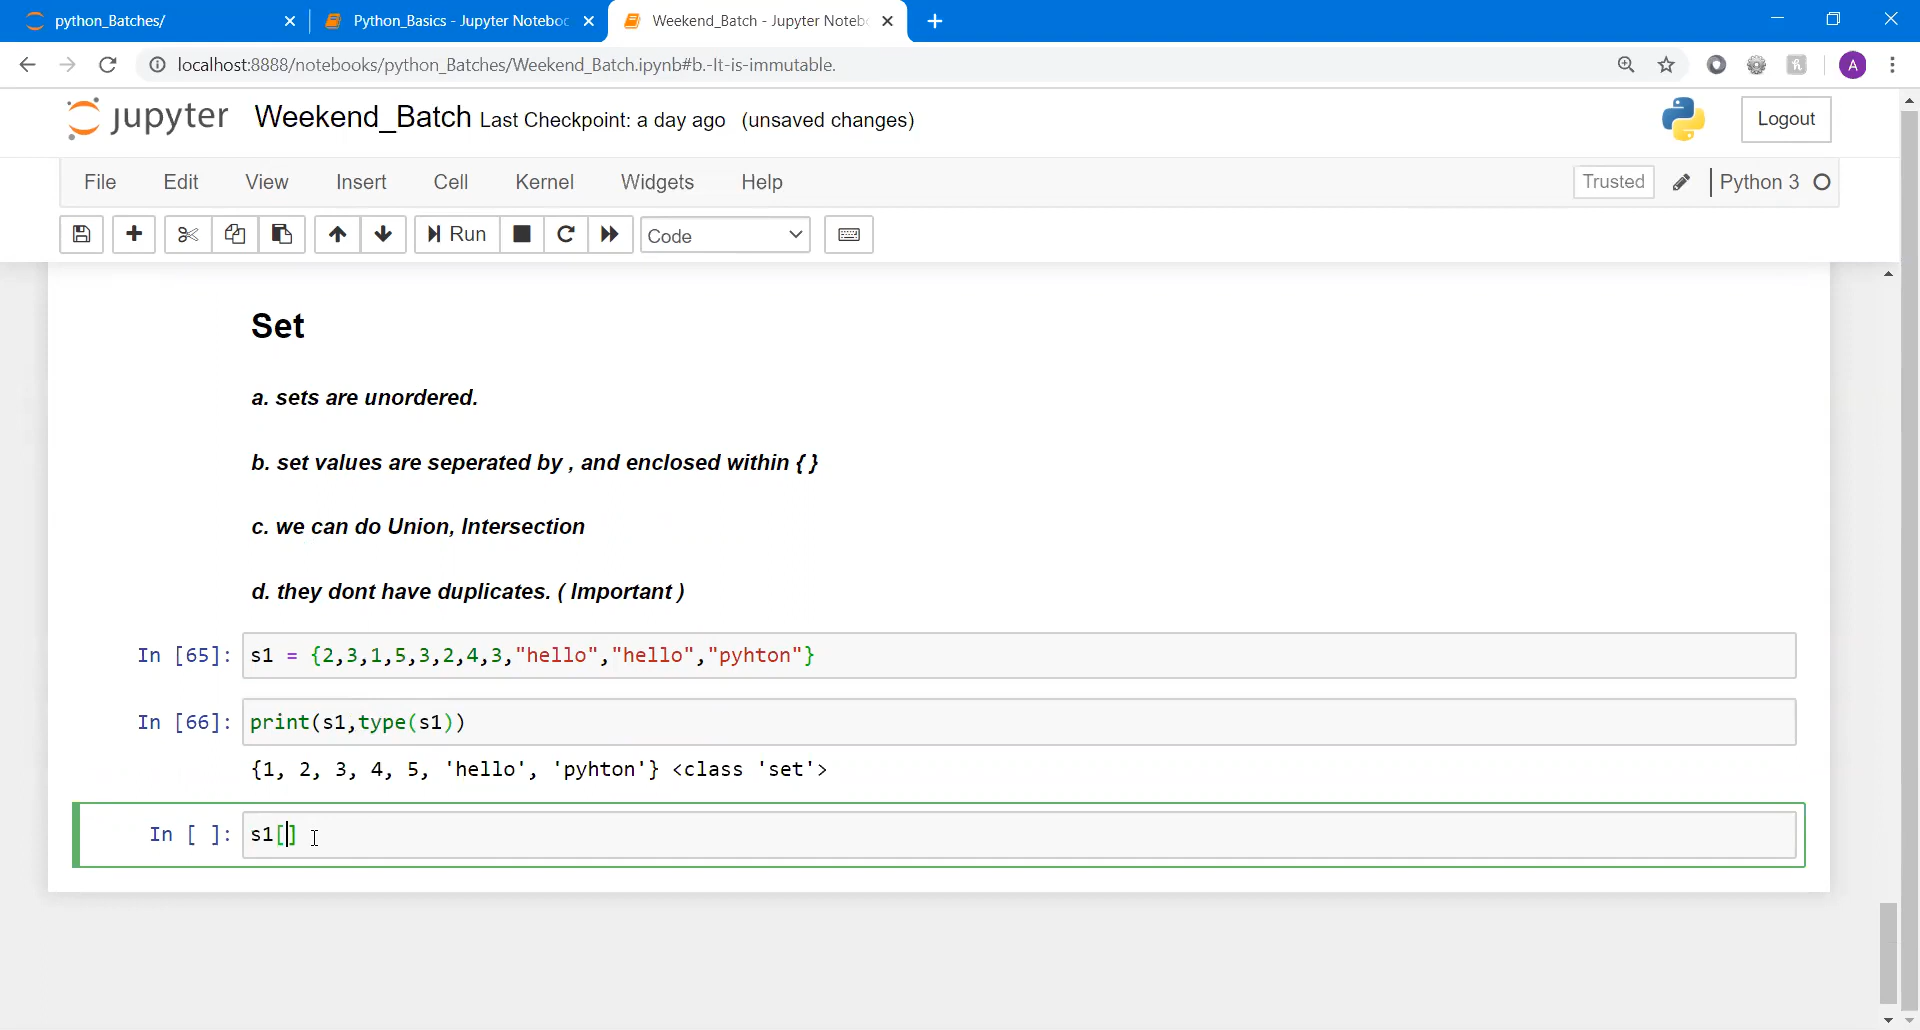 python_Batches/
Python_Basics - Jupyter Noteboo
Weekend_Batch - Jupyter Notebo
localhost:8888/notebooks/python_Batches/Weekend_Batch.ipynb#b.-It-is-immutable.
A
jupyter Weekend_Batch Last Checkpoint: a day ago (unsaved changes)
Logout
File Edit View Insert Cell Kernel Widgets Help
Trusted Python 3
Run Code
Set
a. sets are unordered.
b. set values are seperated by , and enclosed within { }
c. we can do Union, Intersection
d. they dont have duplicates. ( Important )
In [65]: s1 = {2,3,1,5,3,2,4,3,"hello","hello","pyhton"}
In [66]: print(s1,type(s1))
{1, 2, 3, 4, 5, 'hello', 'pyhton'} <class 'set'>
In [ ]: s1[]